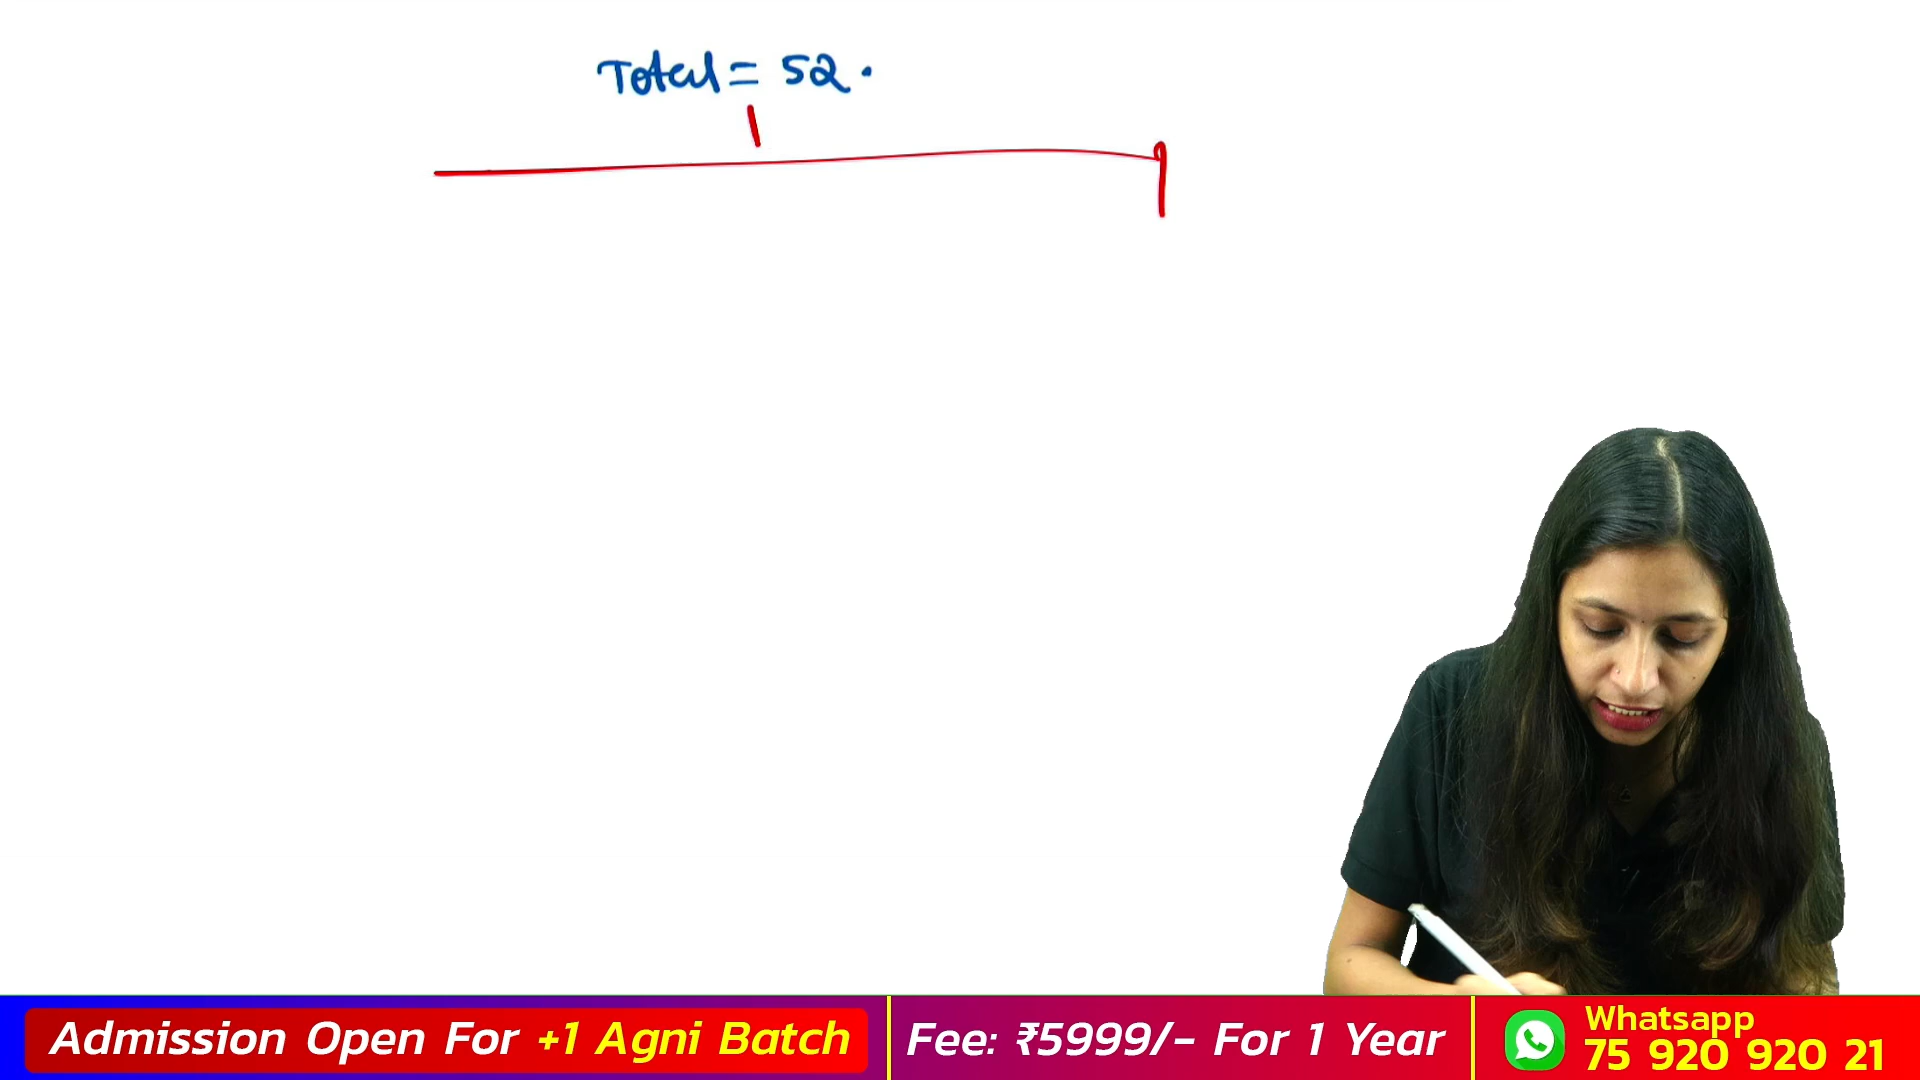 Total = 52.
Admission Open For +1 Agni Batch
Fee: ₹5999/- For 1 Year
Whatsapp
75 920 920 21